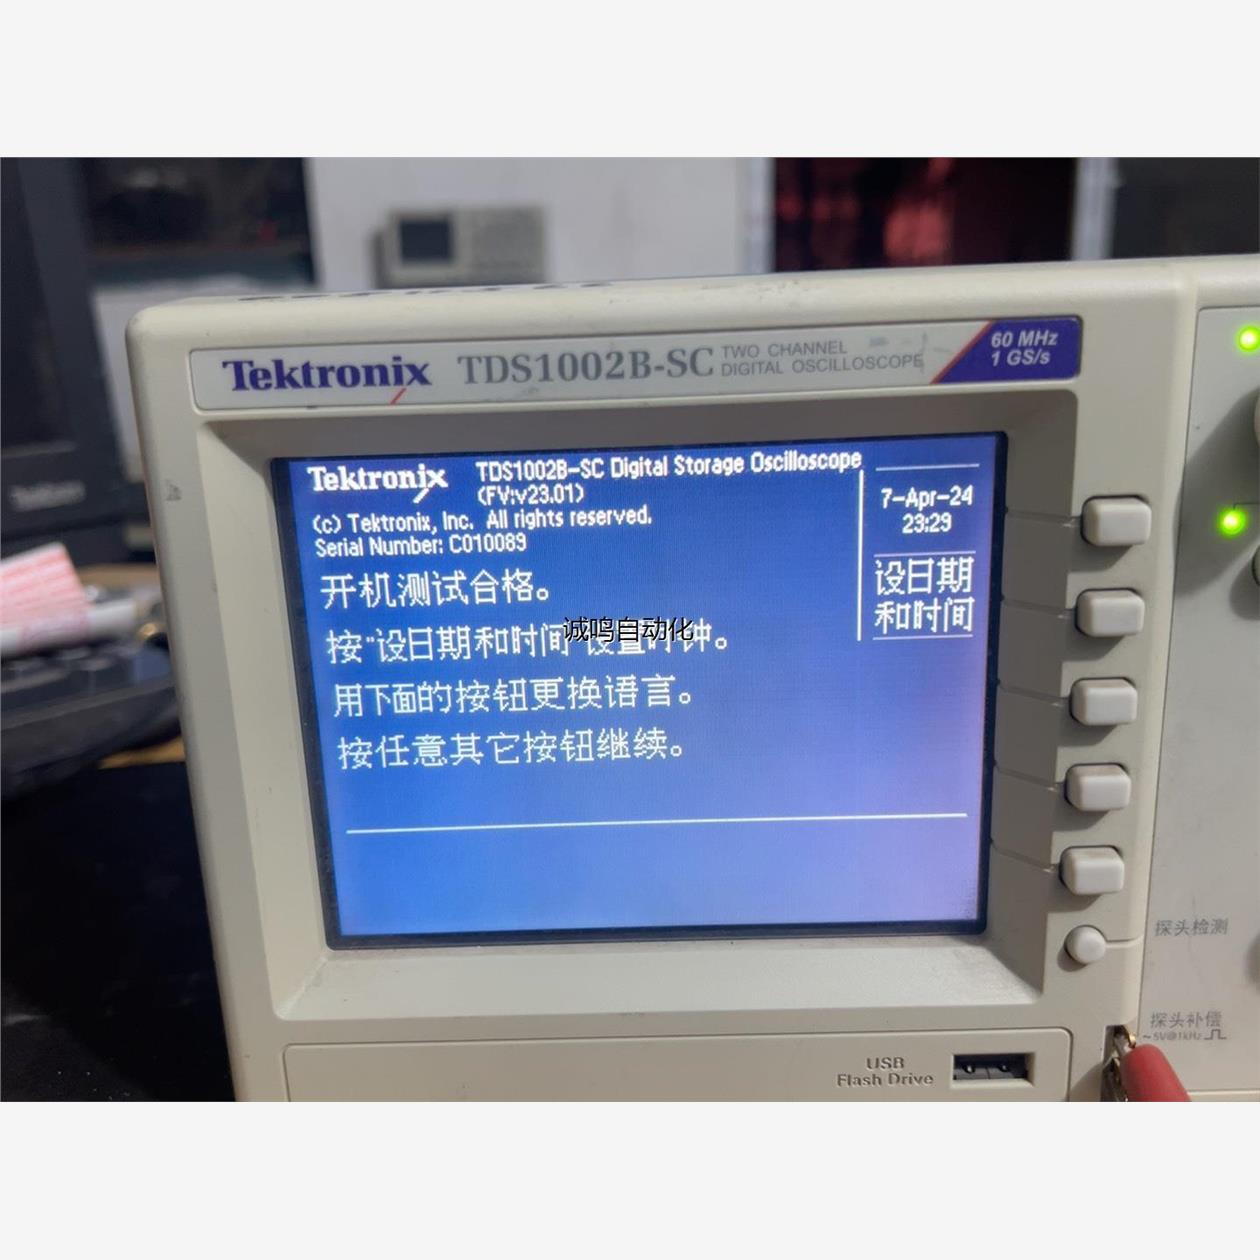 Tektronix TDS1002B-SC TWO CHANNEL DIGITAL OSCILLOSCOPE
60 MHz
1 GS/s
Tektronix TDS1002B-SC Digital Storage Oscilloscope
(FV:v23.01)
(c) Tektronix, Inc. All rights reserved.
Serial Number: C010089
7-Apr-24
23:29
设日期
和时间
开机测试合格。
按"设日期和时间"设置时钟。
诚鸣自动化
用下面的按钮更换语言。
按任意其它按钮继续。
探头检测
探头补偿
~5V@1kHz
USB
Flash Drive